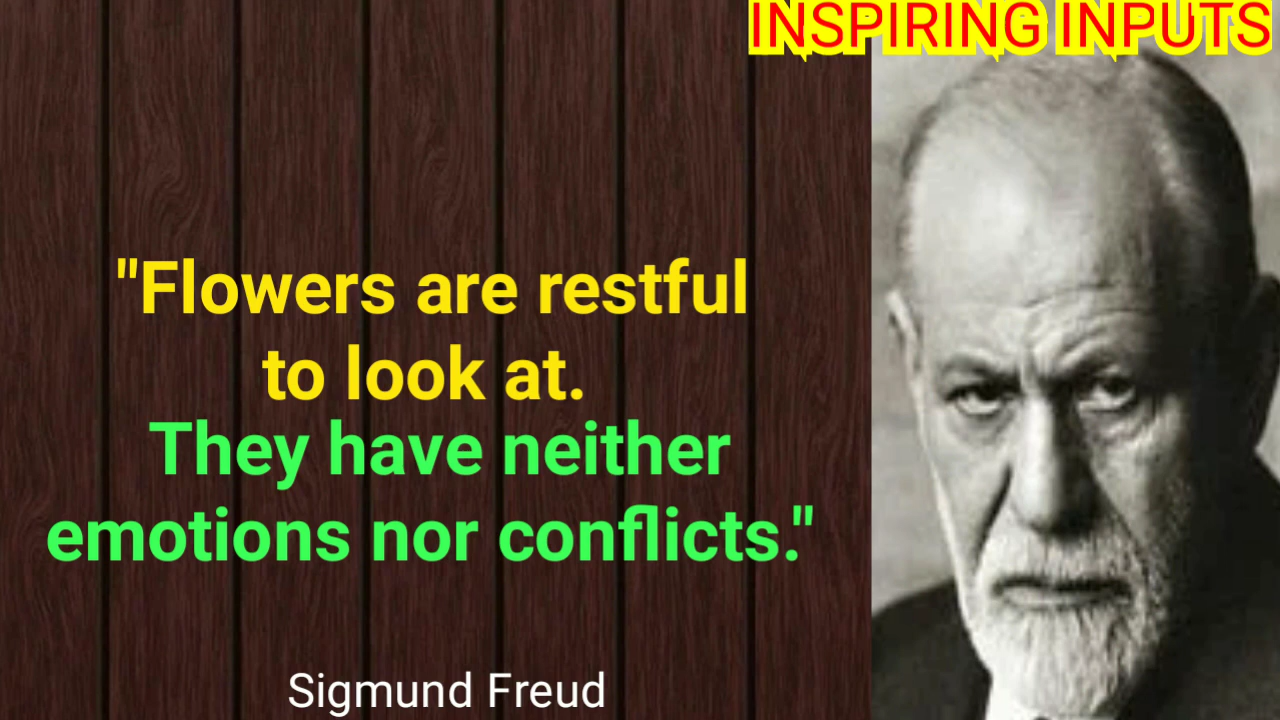 INSPIRING INPUTS
"Flowers are restful
to look at.
They have neither
emotions nor conflicts."
Sigmund Freud